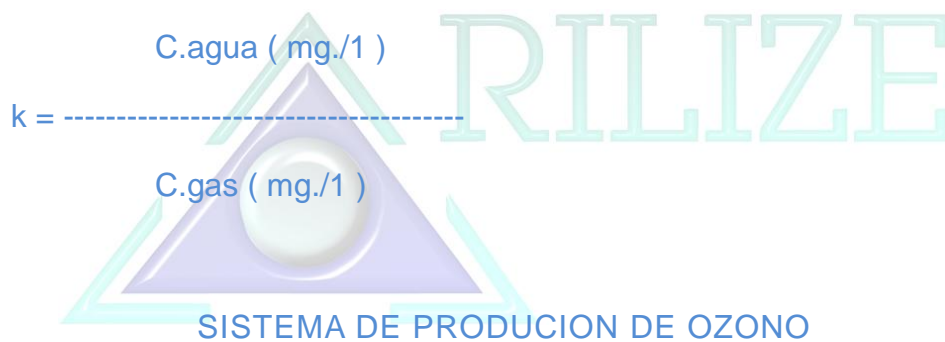 C.agua ( mg./1 )
RILIZE
k = --------------------------------------
C.gas ( mg./1 )
SISTEMA DE PRODUCION DE OZONO